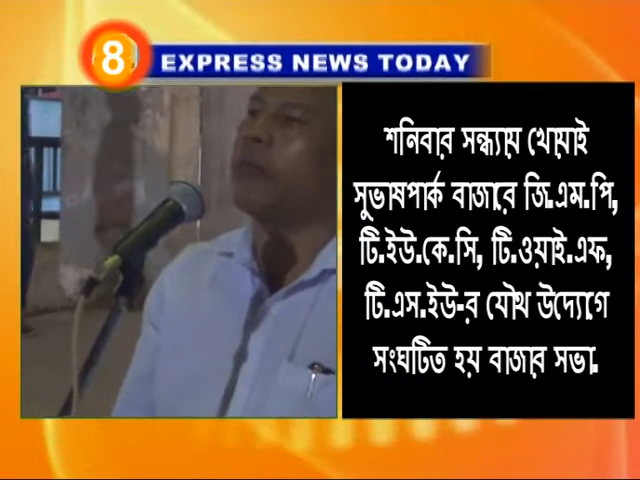 8 EXPRESS NEWS TODAY
শনিবার সন্ধ্যায় খোয়াই
সুভাষপার্ক বাজারে জি.এম.পি,
টি.ইউ.কে.সি, টি.ওয়াই.এফ,
টি.এস.ইউ-র যৌথ উদ্যোগে
সংঘটিত হয় বাজার সভা.